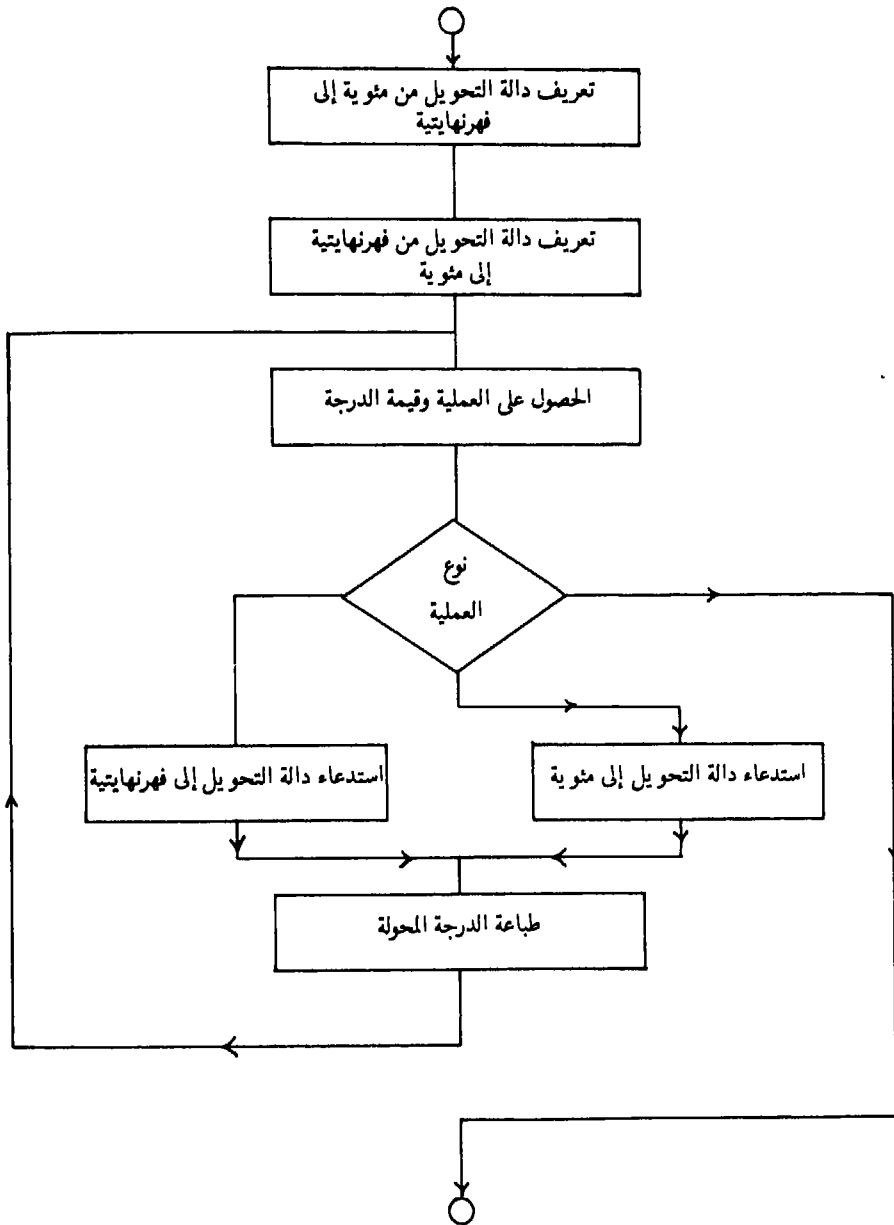 تعريف دالة التحويل من مئوية إلى
فهرنهايتية
تعريف دالة التحويل من فهرنهايتية
إلى مئوية
الحصول على العملية وقيمة الدرجة
نوع
العملية
استدعاء دالة التحويل إلى مئوية
استدعاء دالة التحويل إلى فهرنهايتية
طباعة الدرجة المحولة